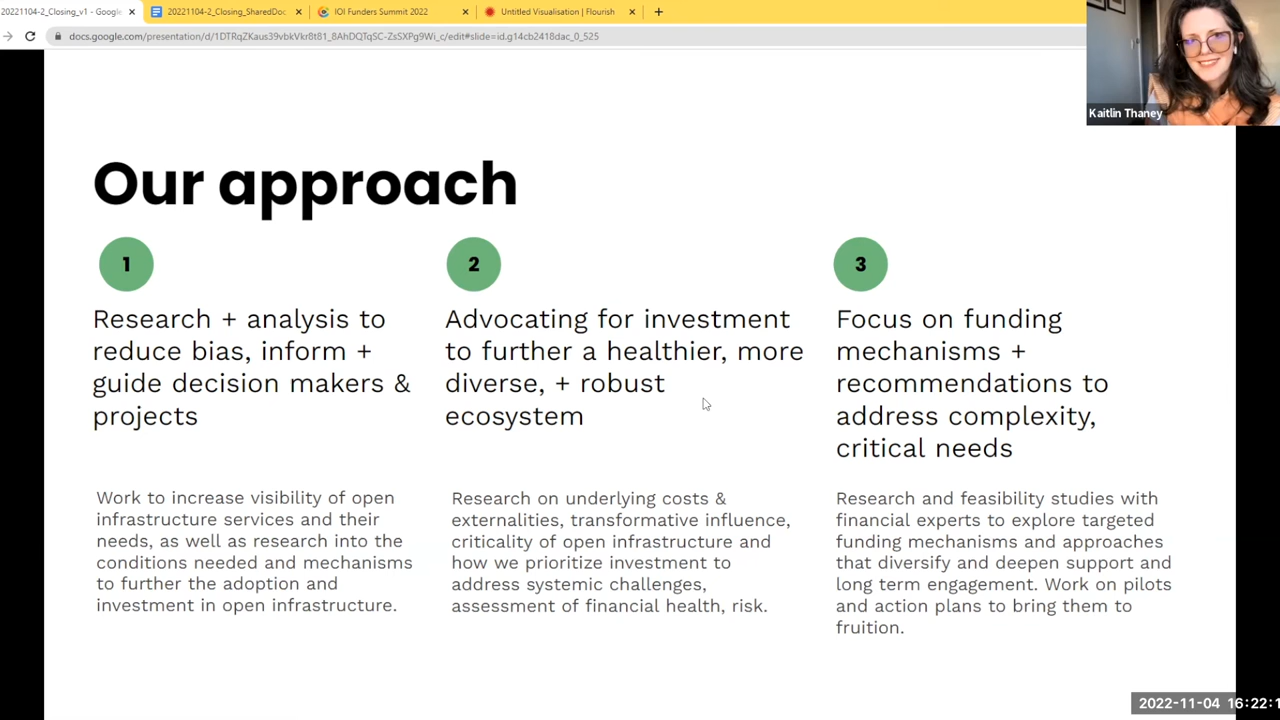 20221104-2_Closing_v1 - Google
20221104-2_Closing_SharedDoc
IOI Funders Summit 2022
Untitled Visualisation | Flourish
docs.google.com/presentation/d/1DTRqZKaus39vbkVkr8t81_8AhDQTqSC-ZsSXPg9Wi_c/edit#slide=id.g14cb2418dac_0_525
Kaitlin Thaney
Our approach
1
Research + analysis to
reduce bias, inform +
guide decision makers &
projects
Work to increase visibility of open
infrastructure services and their
needs, as well as research into the
conditions needed and mechanisms
to further the adoption and
investment in open infrastructure.
2
Advocating for investment
to further a healthier, more
diverse, + robust
ecosystem
Research on underlying costs &
externalities, transformative influence,
criticality of open infrastructure and
how we prioritize investment to
address systemic challenges,
assessment of financial health, risk.
3
Focus on funding
mechanisms +
recommendations to
address complexity,
critical needs
Research and feasibility studies with
financial experts to explore targeted
funding mechanisms and approaches
that diversify and deepen support and
long term engagement. Work on pilots
and action plans to bring them to
fruition.
2022-11-04 16:22:1